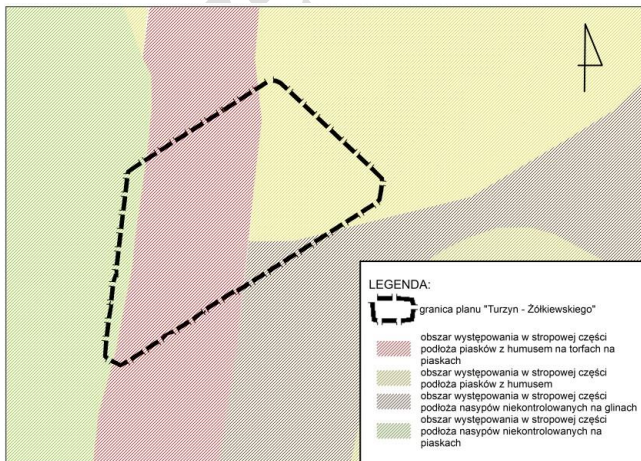 LEGENDA:
granica planu "Turzyn - Żółkiewskiego"
obszar występowania w stropowej części
podłoża piasków z humusem na torfach na
piaskach
obszar występowania w stropowej części
podłoża piasków z humusem
obszar występowania w stropowej części
podłoża nasypów niekontrolowanych na glinach
obszar występowania w stropowej części
podłoża nasypów niekontrolowanych na
piaskach